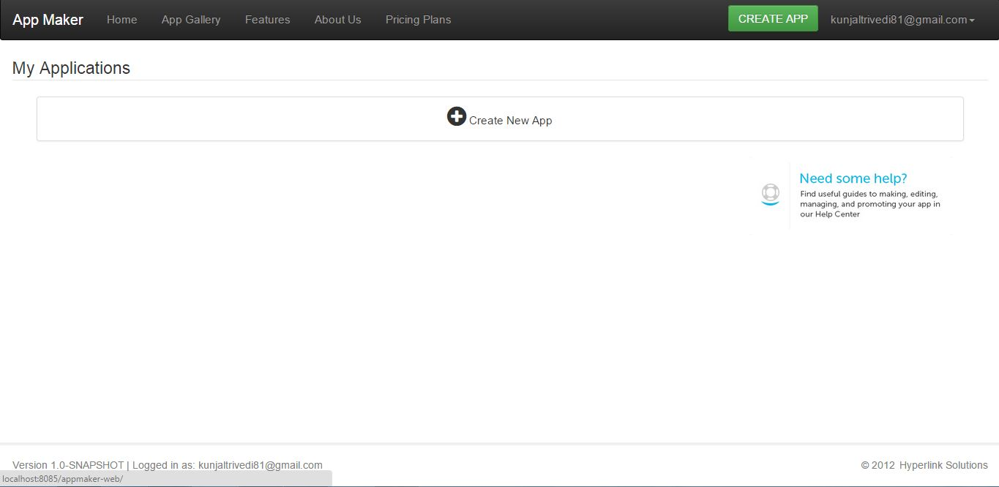 App Maker Home App Gallery Features About Us Pricing Plans CREATE APP kunjaltrivedi81@gmail.com
My Applications
Create New App
Need some help?
Find useful guides to making, editing,
managing, and promoting your app in
our Help Center
Version 1.0-SNAPSHOT | Logged in as: kunjaltrivedi81@gmail.com © 2012 Hyperlink Solutions
localhost:8085/appmaker-web/